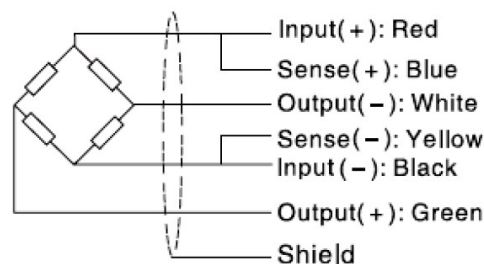 Input(+): Red
Sense(+): Blue
Output(−): White
Sense(−): Yellow
Input(−): Black
Output(+): Green
Shield